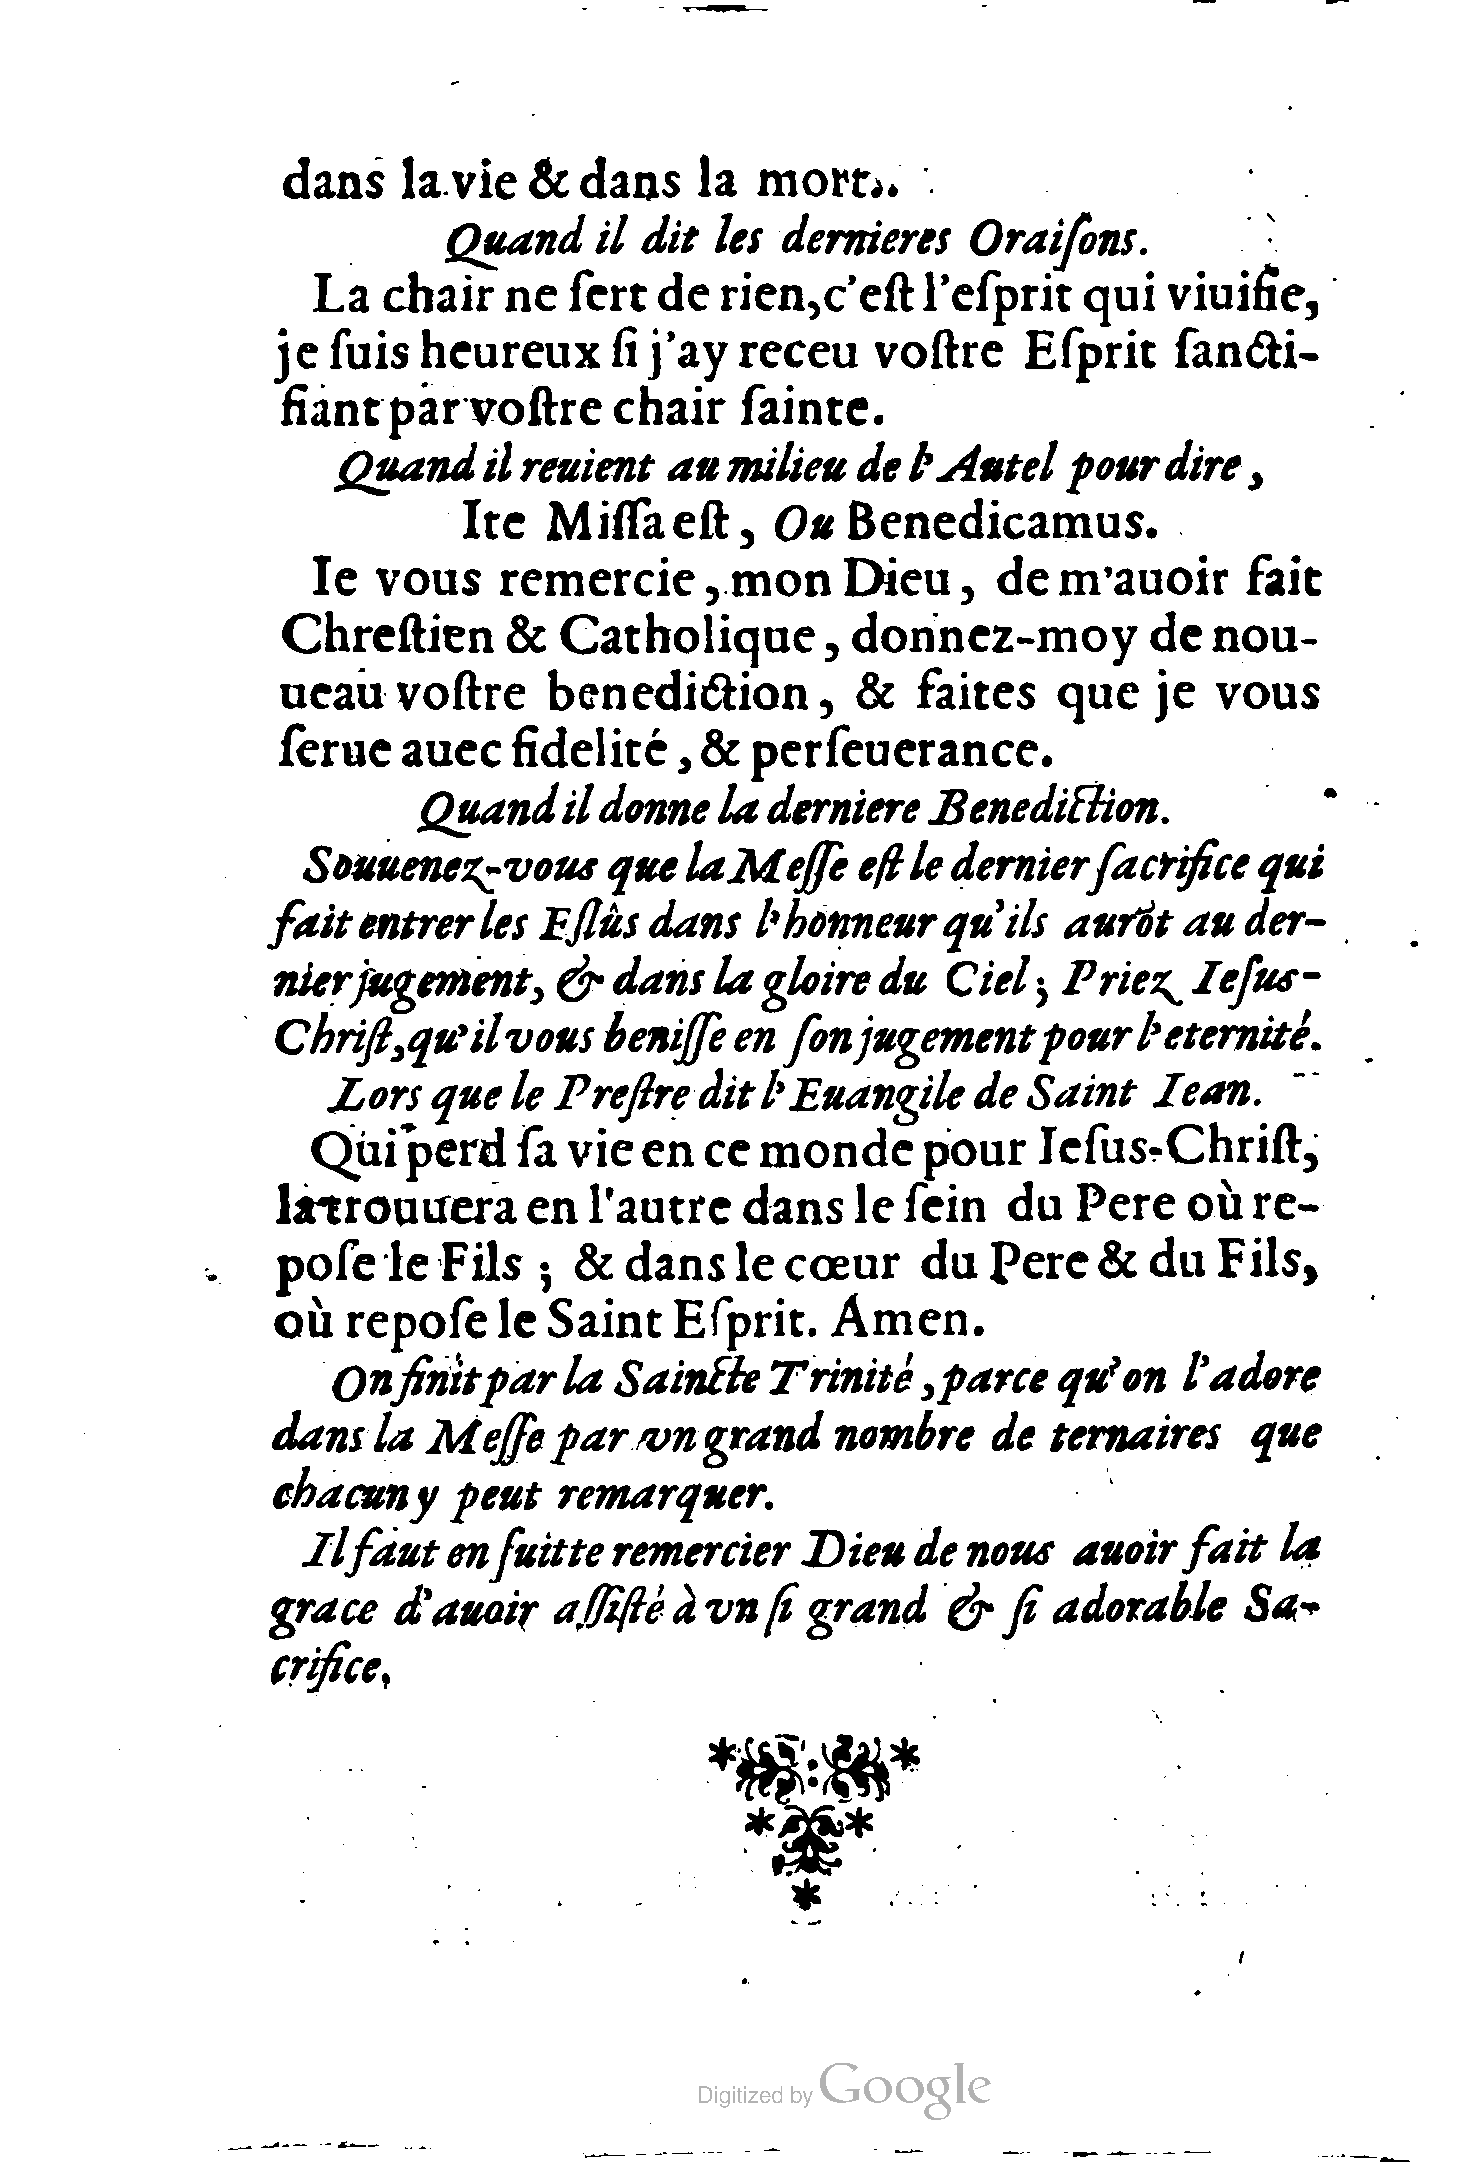 dans la vie & dans la mort.
Quand il dit les dernieres Oraiſons.
La chair ne ſert de rien, c'eſt l'eſprit qui viuifie,
je ſuis heureux ſi j'ay receu voſtre Eſprit ſancti-
fiant par voſtre chair ſainte.
Quand il reuient au milieu de l'Autel pour dire,
Ite Miſſa eſt, Ou Benedicamus.
Ie vous remercie, mon Dieu, de m'auoir fait
Chreſtien & Catholique, donnez-moy de nou-
ueau voſtre benediction, & faites que je vous
ſerue auec fidelité, & perſeuerance.
Quand il donne la derniere Benediction.
Souuenez-vous que la Meſſe eſt le dernier ſacrifice qui
fait entrer les Eſlûs dans l'honneur qu'ils aurõt au der-
nier jugement, & dans la gloire du Ciel; Priez Ieſus-
Chriſt, qu'il vous beniſſe en ſon jugement pour l'eternité.
Lors que le Preſtre dit l'Euangile de Saint Iean.
Qui perd ſa vie en ce monde pour Ieſus-Chriſt,
la trouuera en l'autre dans le ſein du Pere où re-
poſe le Fils; & dans le cœur du Pere & du Fils,
où repoſe le Saint Eſprit. Amen.
On finit par la Saincte Trinité, parce qu'on l'adore
dans la Meſſe par vn grand nombre de ternaires que
chacun y peut remarquer.
Il faut en ſuitte remercier Dieu de nous auoir fait la
grace d'auoir aſſiſté à vn ſi grand & ſi adorable Sa-
crifice.
Digitized by Google